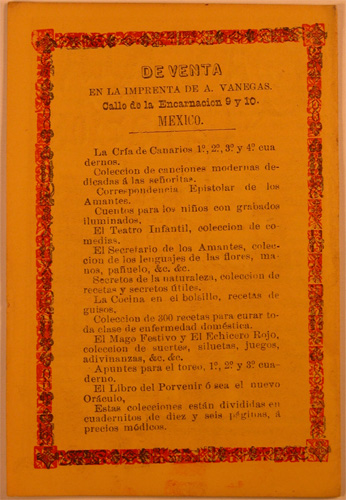 DE VENTA
EN LA IMPRENTA DE A. VANEGAS.
Calle de la Encarnacion 9 y 10.
MEXICO.
La Cría de Canarios 1º, 2º, 3º y 4º cua
dernos.
Coleccion de canciones modernas de-
dicadas á las señoritas.
Correspondencia Epistolar de los
Amantes.
Cuentos para los niños con grabados
iluminados.
El Teatro Infantil, coleccion de co-
medias.
El Secretario de los Amantes, colec-
cion de los lenguajes de las flores, ma-
nos, pañuelo, &c. &c.
Secretos de la naturaleza, coleccion de
recetas y secretos útiles.
La Cocina en el bolsillo, recetas de
guisos.
Coleccion de 300 recetas para curar to-
da clase de enfermedad doméstica.
El Mago Festivo y El Echicero Rojo,
coleccion de suertes, siluetas, juegos,
adivinanzas, &c. &c.
Apuntes para el toreo, 1º, 2º y 3º cua-
derno.
El Libro del Porvenir ó sea el nuevo
Oráculo,
Estas colecciones están divididas en
cuadernitos de diez y seis páginas, á
precios módicos.